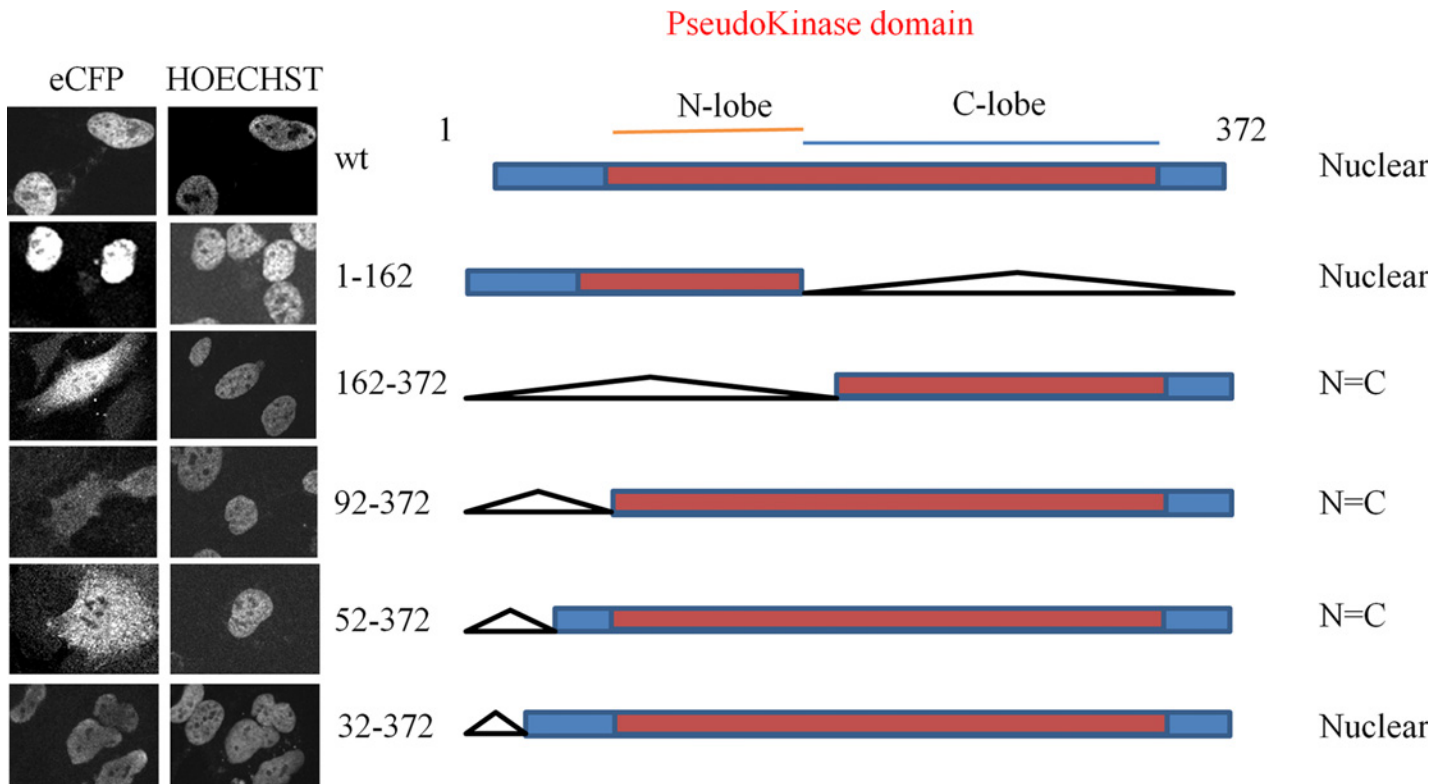 PseudoKinase domain
eCFP HOECHST
N-lobe C-lobe
1 372
wt Nuclear
1-162 Nuclear
162-372 N=C
92-372 N=C
52-372 N=C
32-372 Nuclear